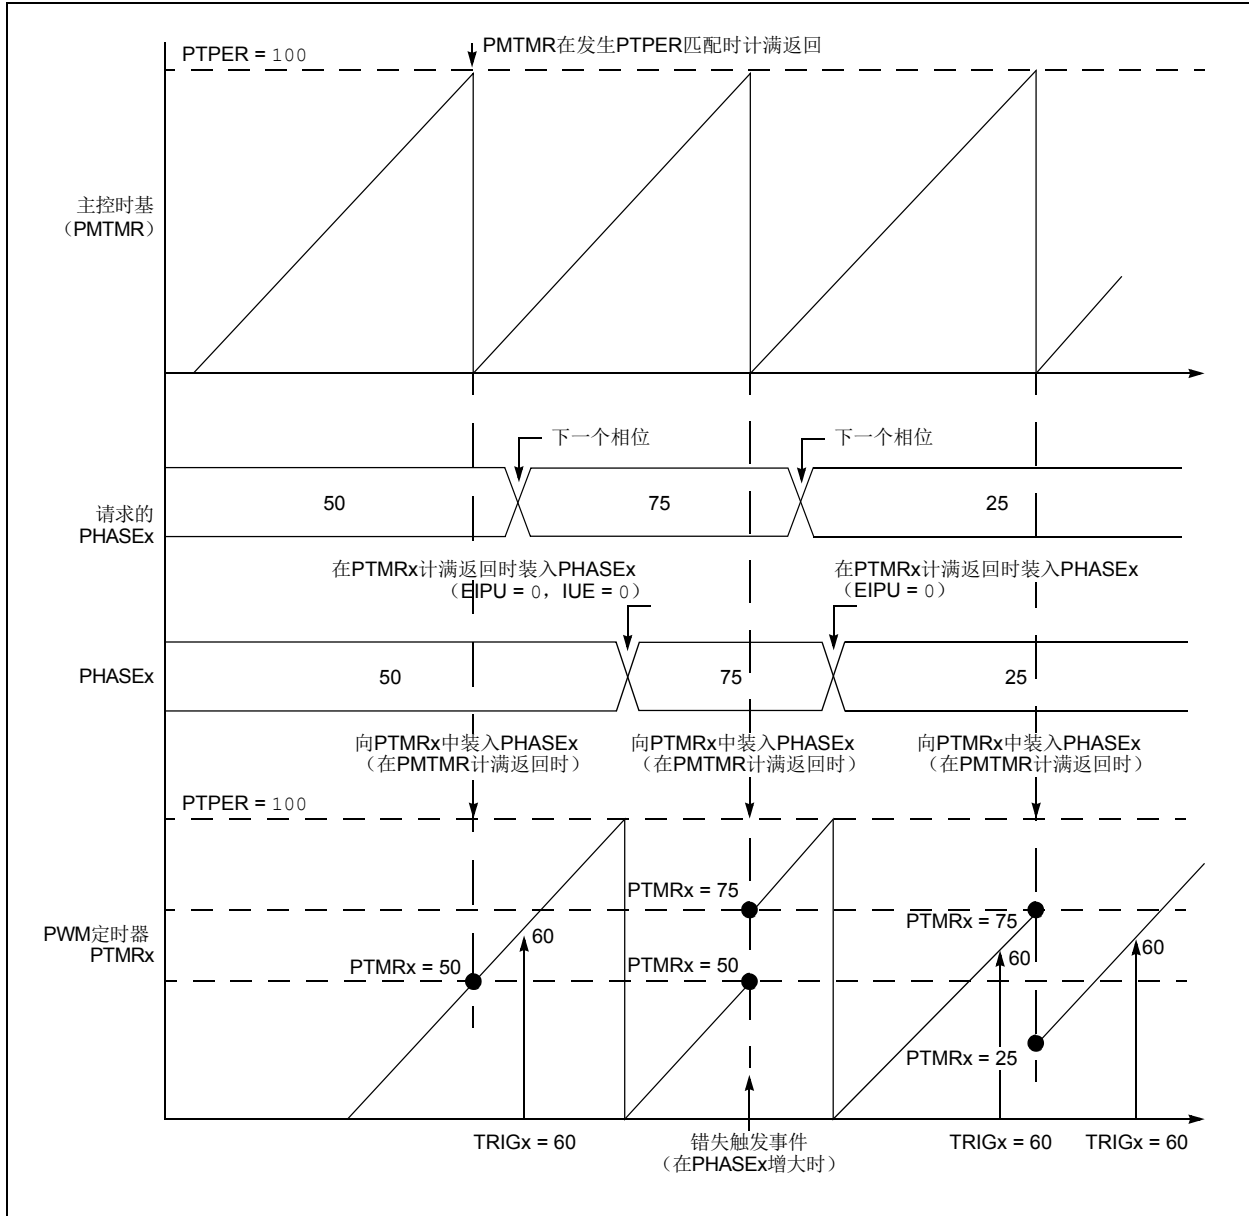 PTPER = 100
PMTMR在发生PTPER匹配时计满返回
主控时基
（PMTMR）
下一个相位
下一个相位
请求的
PHASEx
50
75
25
在PTMRx计满返回时装入PHASEx
（EIPU = 0，IUE = 0）
在PTMRx计满返回时装入PHASEx
（EIPU = 0）
PHASEx
50
75
25
向PTMRx中装入PHASEx
（在PMTMR计满返回时）
向PTMRx中装入PHASEx
（在PMTMR计满返回时）
向PTMRx中装入PHASEx
（在PMTMR计满返回时）
PTPER = 100
PWM定时器
PTMRx
PTMRx = 50
60
PTMRx = 75
PTMRx = 50
PTMRx = 75
60
PTMRx = 25
60
TRIGx = 60
错失触发事件
（在PHASEx增大时）
TRIGx = 60
TRIGx = 60